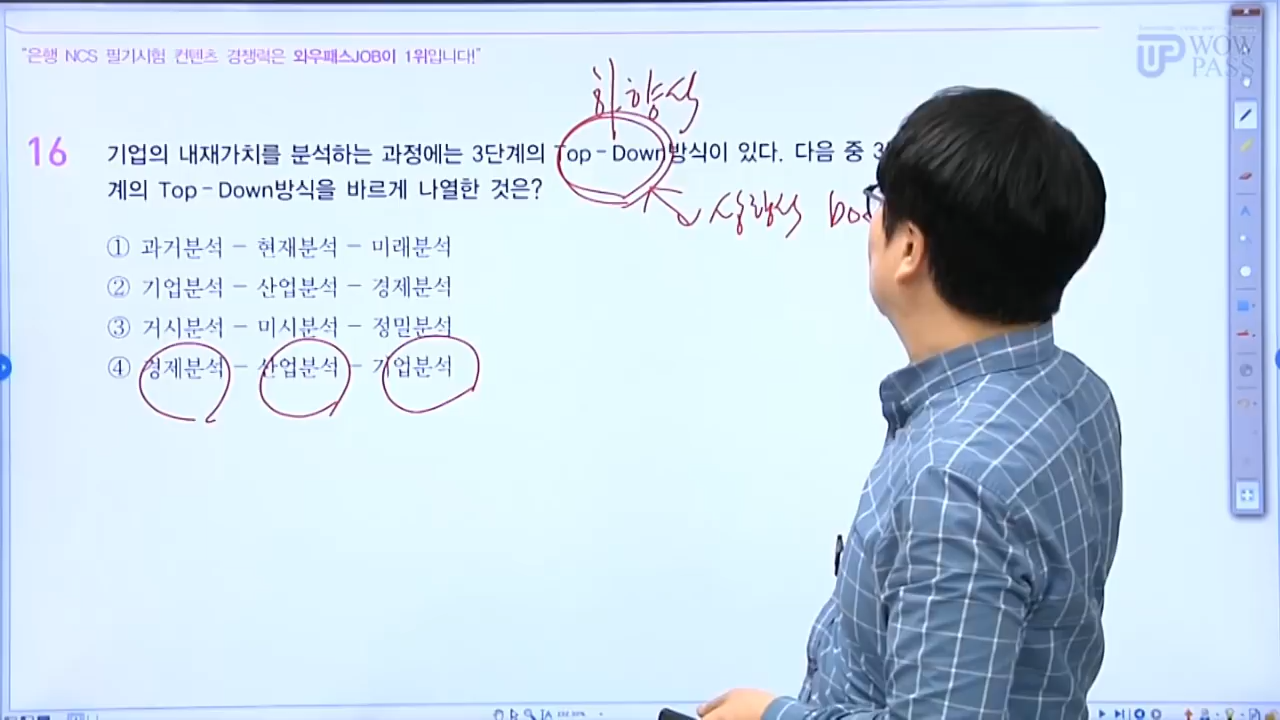 "은행 NCS 필기시험 컨텐츠 경쟁력은 와우패스JOB이 1위입니다!"
UP WOW PASS
하향식
16 기업의 내재가치를 분석하는 과정에는 3단계의 Top-Down방식이 있다. 다음 중 3
계의 Top-Down방식을 바르게 나열한 것은?
상향식
① 과거분석 - 현재분석 - 미래분석
② 기업분석 - 산업분석 - 경제분석
③ 거시분석 - 미시분석 - 정밀분석
④ 경제분석 - 산업분석 - 기업분석